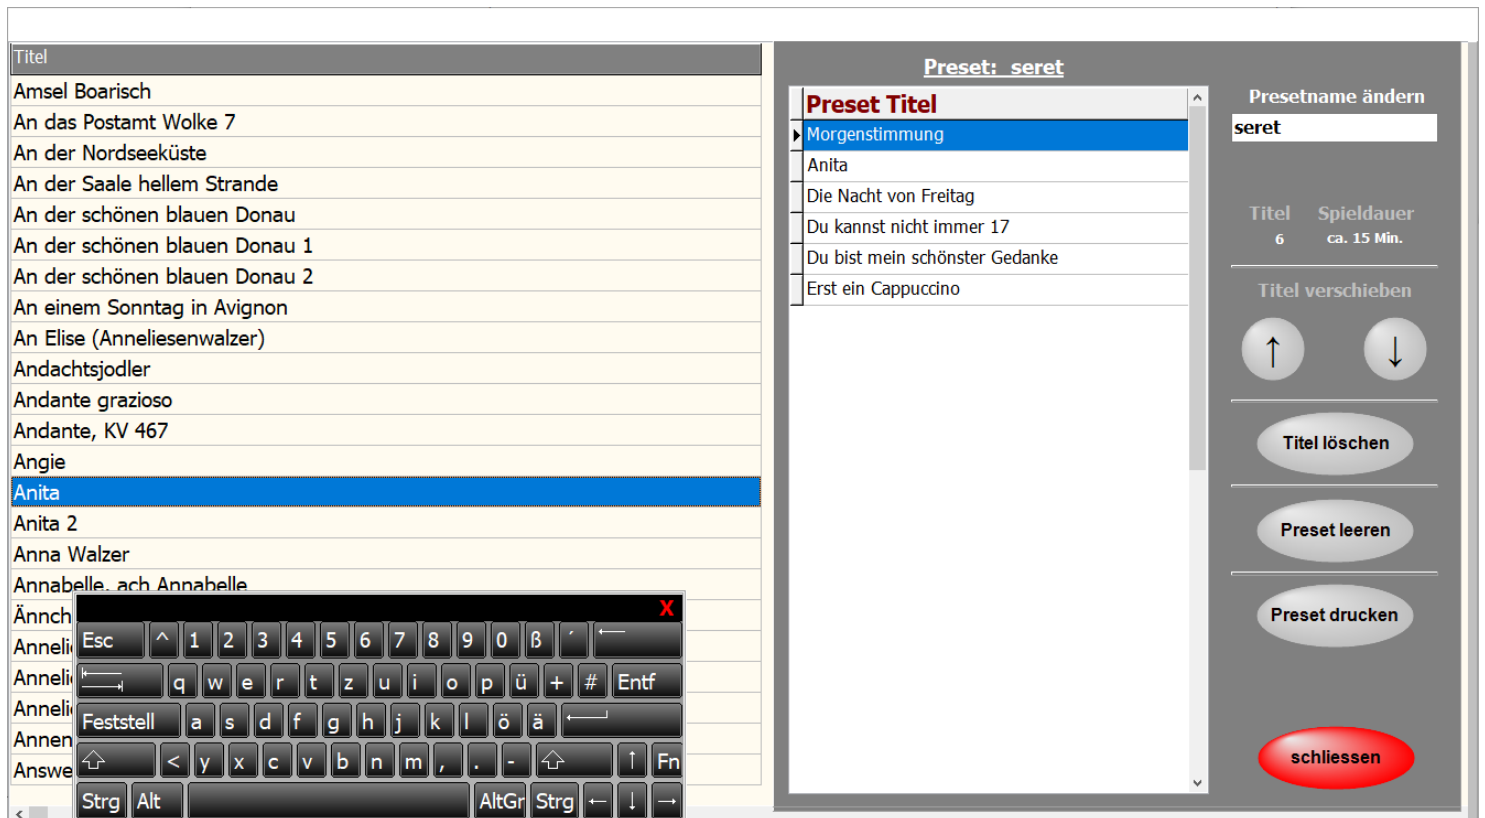 Titel
Amsel Boarisch
An das Postamt Wolke 7
An der Nordseeküste
An der Saale hellem Strande
An der schönen blauen Donau
An der schönen blauen Donau 1
An der schönen blauen Donau 2
An einem Sonntag in Avignon
An Elise (Anneliesenwalzer)
Andachtsjodler
Andante grazioso
Andante, KV 467
Angie
Anita
Anita 2
Anna Walzer
Annabelle, ach Annabelle
Ännch
Anneli
Anneli
Anneli
Annen
Answe
X
Esc ^ 1 2 3 4 5 6 7 8 9 0 ß ´ ←
q w e r t z u i o p ü + # Entf
Feststell a s d f g h j k l ö ä
< y x c v b n m , . - ↑ Fn
Strg Alt AltGr Strg ← ↓ →
Preset: seret
Preset Titel
Morgenstimmung
Anita
Die Nacht von Freitag
Du kannst nicht immer 17
Du bist mein schönster Gedanke
Erst ein Cappuccino
Presetname ändern
seret
Titel Spieldauer
6 ca. 15 Min.
Titel verschieben
↑ ↓
Titel löschen
Preset leeren
Preset drucken
schliessen